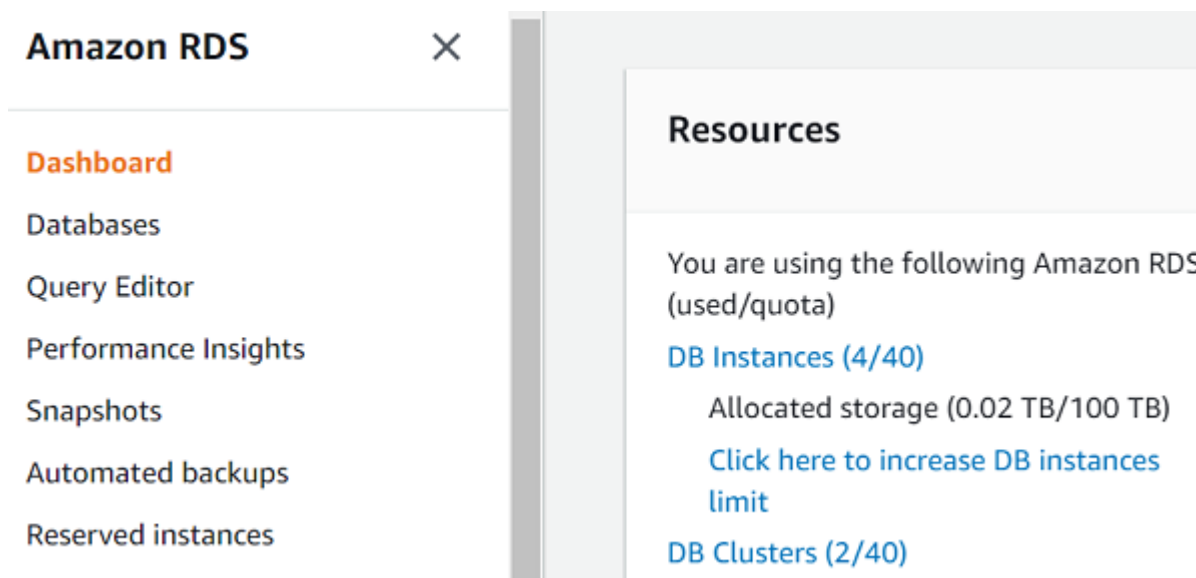 Amazon RDS
Dashboard
Databases
Query Editor
Performance Insights
Snapshots
Automated backups
Reserved instances
Resources
You are using the following Amazon RDS
(used/quota)
DB Instances (4/40)
Allocated storage (0.02 TB/100 TB)
Click here to increase DB instances
limit
DB Clusters (2/40)